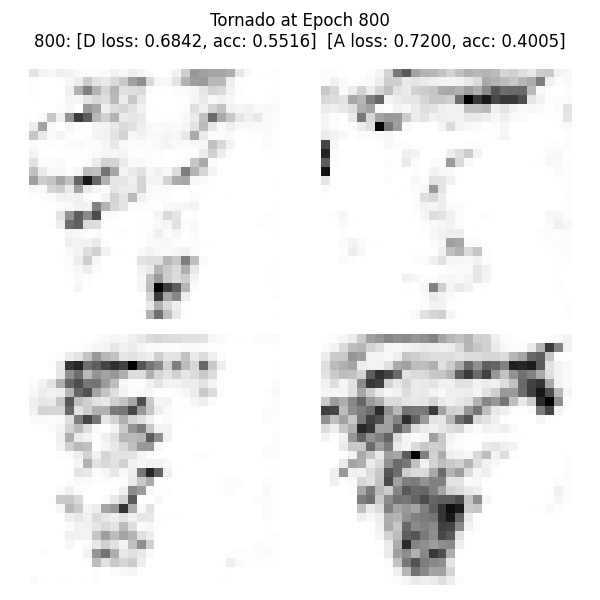 Tornado at Epoch 800
800: [D loss: 0.6842, acc: 0.5516]  [A loss: 0.7200, acc: 0.4005]